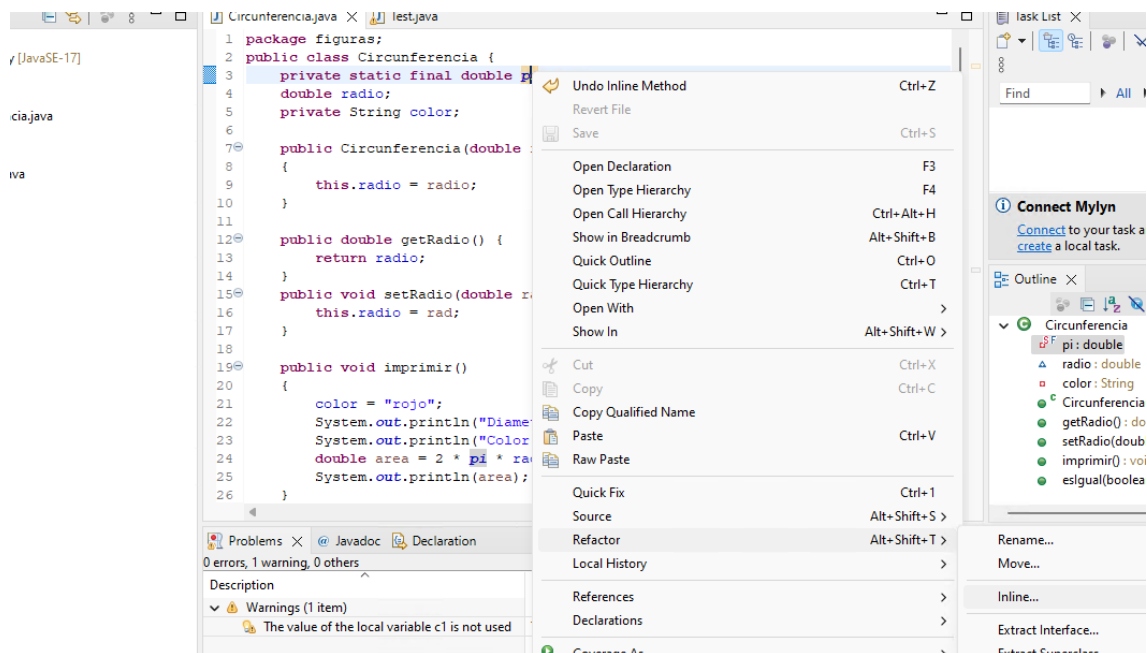 Circunferencia.java
Test.java
Task List
y [JavaSE-17]
cia.java
ava
1 package figuras;
2 public class Circunferencia {
3 private static final double p
4 double radio;
5 private String color;
6
7 public Circunferencia(double
8 {
9 this.radio = radio;
10 }
11
12 public double getRadio() {
13 return radio;
14 }
15 public void setRadio(double ra
16 this.radio = rad;
17 }
18
19 public void imprimir()
20 {
21 color = "rojo";
22 System.out.println("Diame
23 System.out.println("Color
24 double area = 2 * pi * ra
25 System.out.println(area);
26 }
Undo Inline Method Ctrl+Z
Revert File
Save Ctrl+S
Open Declaration F3
Open Type Hierarchy F4
Open Call Hierarchy Ctrl+Alt+H
Show in Breadcrumb Alt+Shift+B
Quick Outline Ctrl+O
Quick Type Hierarchy Ctrl+T
Open With >
Show In Alt+Shift+W >
Cut Ctrl+X
Copy Ctrl+C
Copy Qualified Name
Paste Ctrl+V
Raw Paste
Quick Fix Ctrl+1
Source Alt+Shift+S >
Refactor Alt+Shift+T >
Local History >
References >
Declarations >
Coverage As
Rename...
Move...
Inline...
Extract Interface...
Extract Superclass
Find
All
Connect Mylyn
Connect to your task a
create a local task.
Outline
Circunferencia
pi : double
radio : double
color : String
Circunferencia
getRadio() : do
setRadio(doub
imprimir() : voi
esIgual(boolea
Problems
@ Javadoc
Declaration
0 errors, 1 warning, 0 others
Description
Warnings (1 item)
The value of the local variable c1 is not used